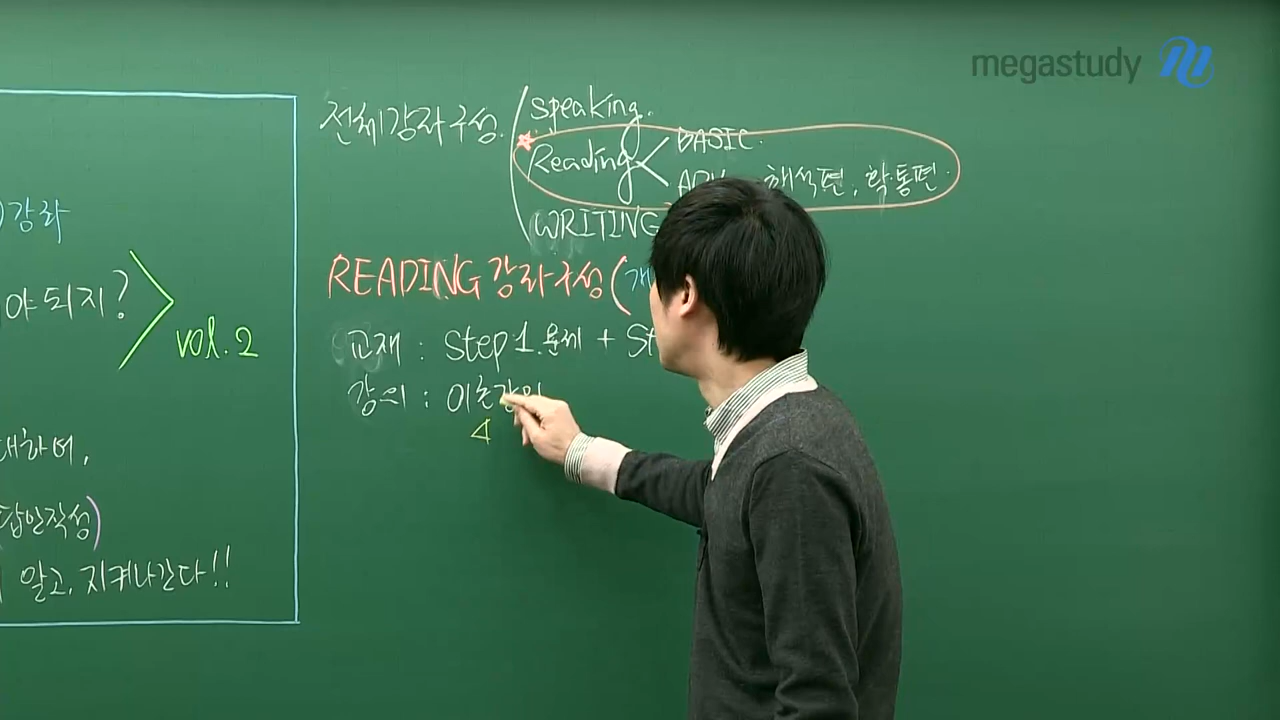 megastudy
전체강좌구성.
speaking.
Reading
BASIC.
해석편, 학·통편.
WRITING
READING 강좌구성(개
교재 : Step 1. 문제 + St
강의 : 이론강의
4
강좌
야 되지?
vol. 2
대하여,
답안작성)
알고, 지켜나간다!!